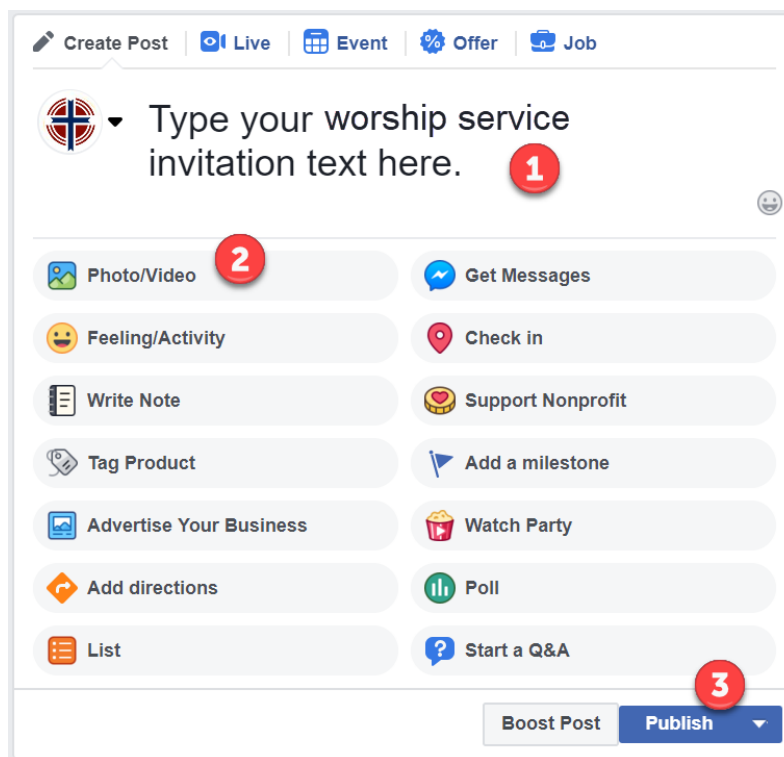 Create Post Live Event % Offer Job
Type your worship service
invitation text here. 1
Photo/Video 2 Get Messages
Feeling/Activity Check in
Write Note Support Nonprofit
Tag Product Add a milestone
Advertise Your Business Watch Party
Add directions Poll
List ? Start a Q&A
3
Boost Post Publish